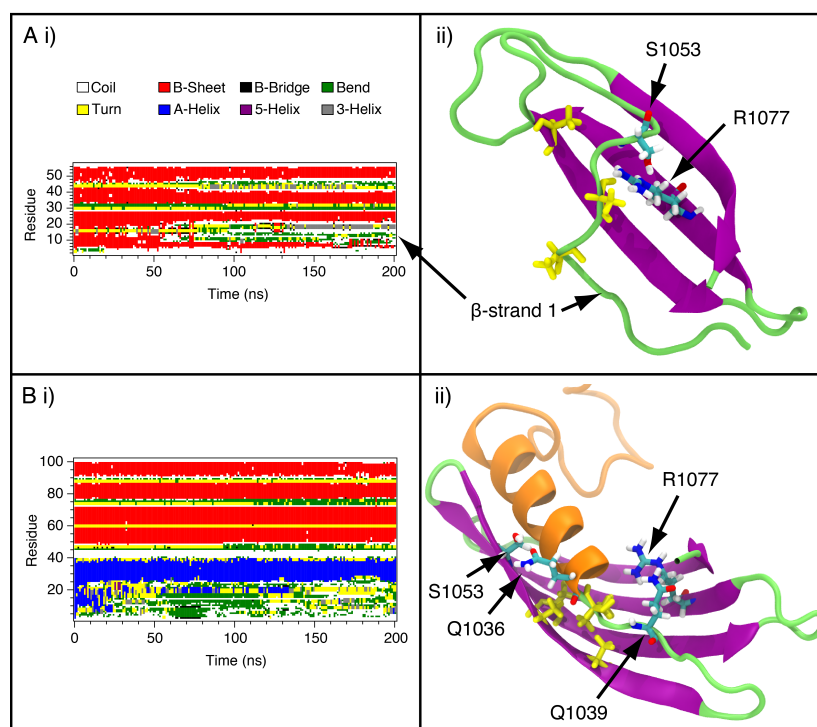 A i)
ii)
Coil
B-Sheet
B-Bridge
Bend
Turn
A-Helix
5-Helix
3-Helix
S1053
R1077
Residue
50
40
30
20
10
0
50
100
150
200
Time (ns)
β-strand 1
B i)
ii)
Residue
100
80
60
40
20
0
50
100
150
200
Time (ns)
R1077
S1053
Q1036
Q1039